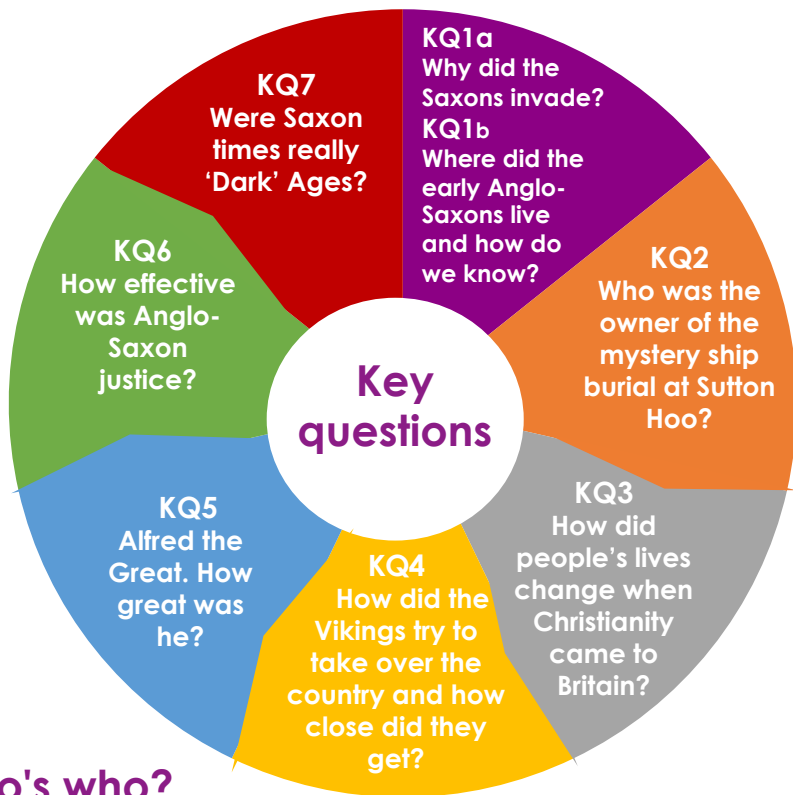 KQ1a
Why did the
Saxons invade?
KQ1b
Where did the
early Anglo-
Saxons live
and how do
we know?
KQ2
Who was the
owner of the
mystery ship
burial at Sutton
Hoo?
KQ3
How did
people's lives
change when
Christianity
came to
Britain?
KQ4
How did the
Vikings try to
take over the
country and how
close did they
get?
KQ5
Alfred the
Great. How
great was
he?
KQ6
How effective
was Anglo-
Saxon
justice?
KQ7
Were Saxon
times really
‘Dark’ Ages?
Key
questions
o's who?